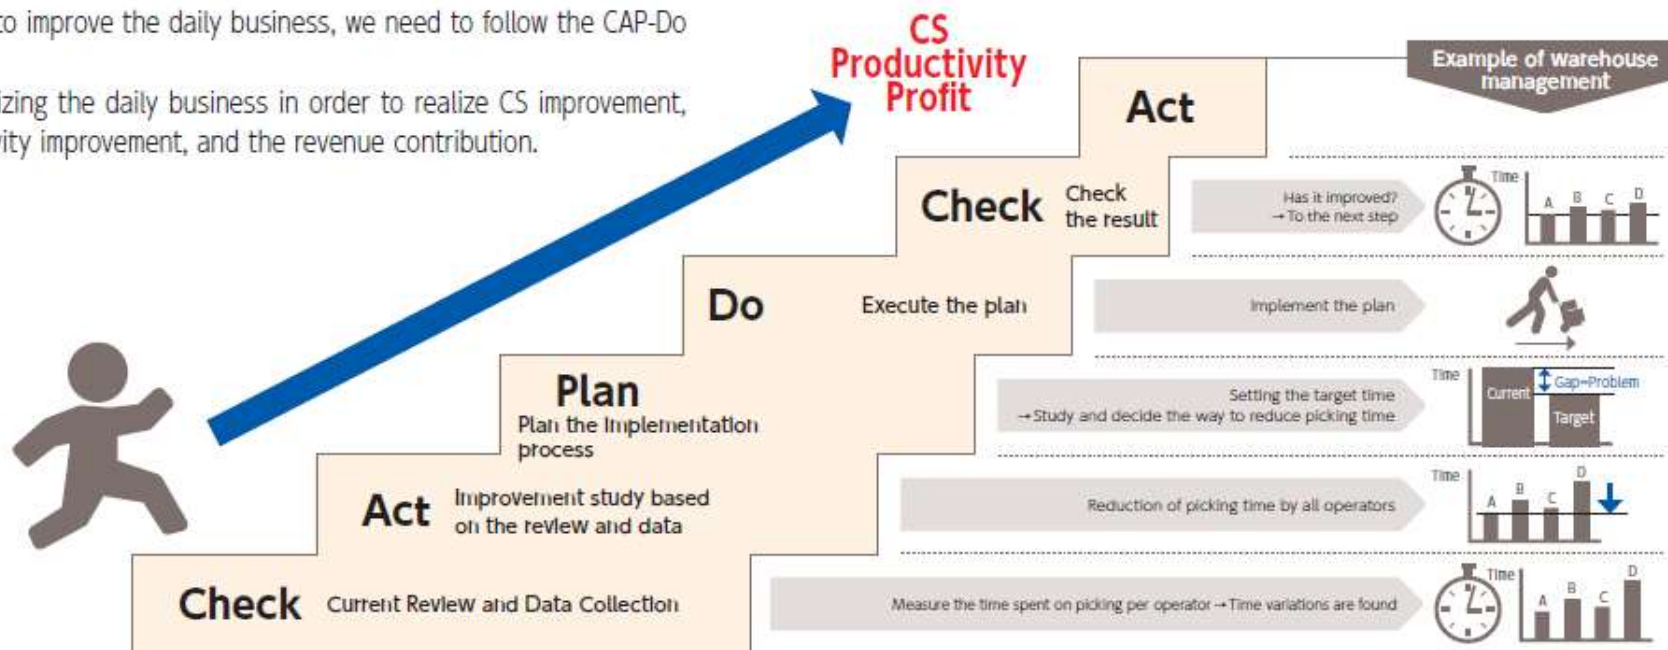 to improve the daily business, we need to follow the CAP-Do
izing the daily business in order to realize CS improvement,
vity improvement, and the revenue contribution.
CS
Productivity
Profit
Example of warehouse
management
Act
Check
Check
the result
Has it improved?
→ To the next step
Time
A B C D
Do
Execute the plan
Implement the plan
Plan
Plan the implementation
process
Setting the target time
→Study and decide the way to reduce picking time
Time
Current
Gap=Problem
Target
Act
Improvement study based
on the review and data
Reduction of picking time by all operators
Time
A B C D
Check
Current Review and Data Collection
Measure the time spent on picking per operator → Time variations are found
Time
A B C D